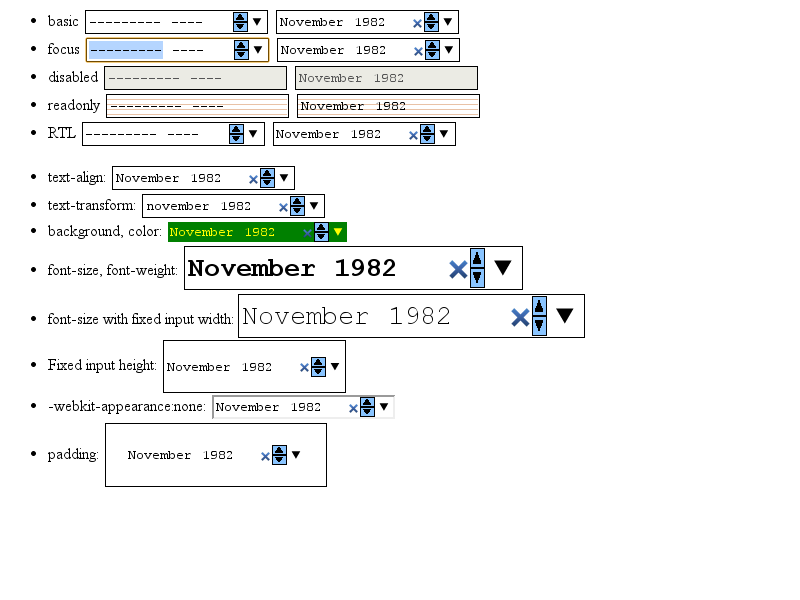 • basic --------- ---- November 1982
• focus --------- ---- November 1982
• disabled --------- ---- November 1982
• readonly --------- ---- November 1982
• RTL --------- ---- November 1982
• text-align: November 1982
• text-transform: november 1982
• background, color: November 1982
• font-size, font-weight: November 1982
• font-size with fixed input width: November 1982
• Fixed input height: November 1982
• -webkit-appearance:none: November 1982
• padding: November 1982